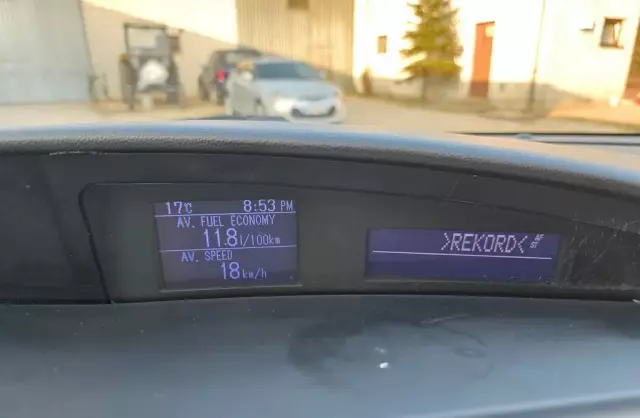 17°C 8:53 PM
AV. FUEL ECONOMY
11.8 l/100km
AV. SPEED
18 km/h
>REKORD<